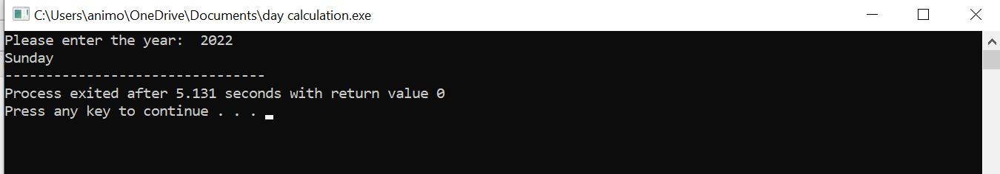 C:\Users\animo\OneDrive\Documents\day calculation.exe
Please enter the year:  2022
Sunday
--------------------------------
Process exited after 5.131 seconds with return value 0
Press any key to continue . . .